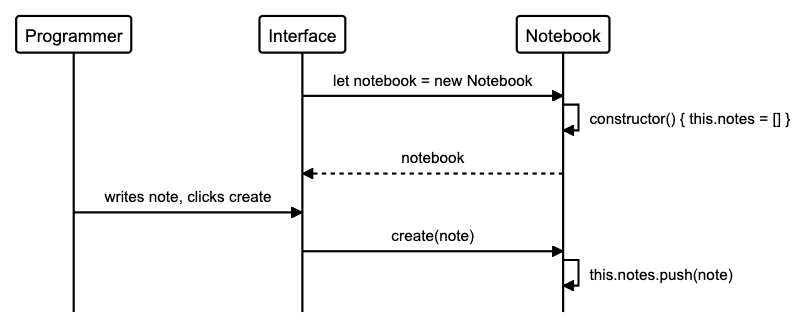 Programmer
Interface
Notebook
let notebook = new Notebook
constructor() { this.notes = [] }
notebook
writes note, clicks create
create(note)
this.notes.push(note)